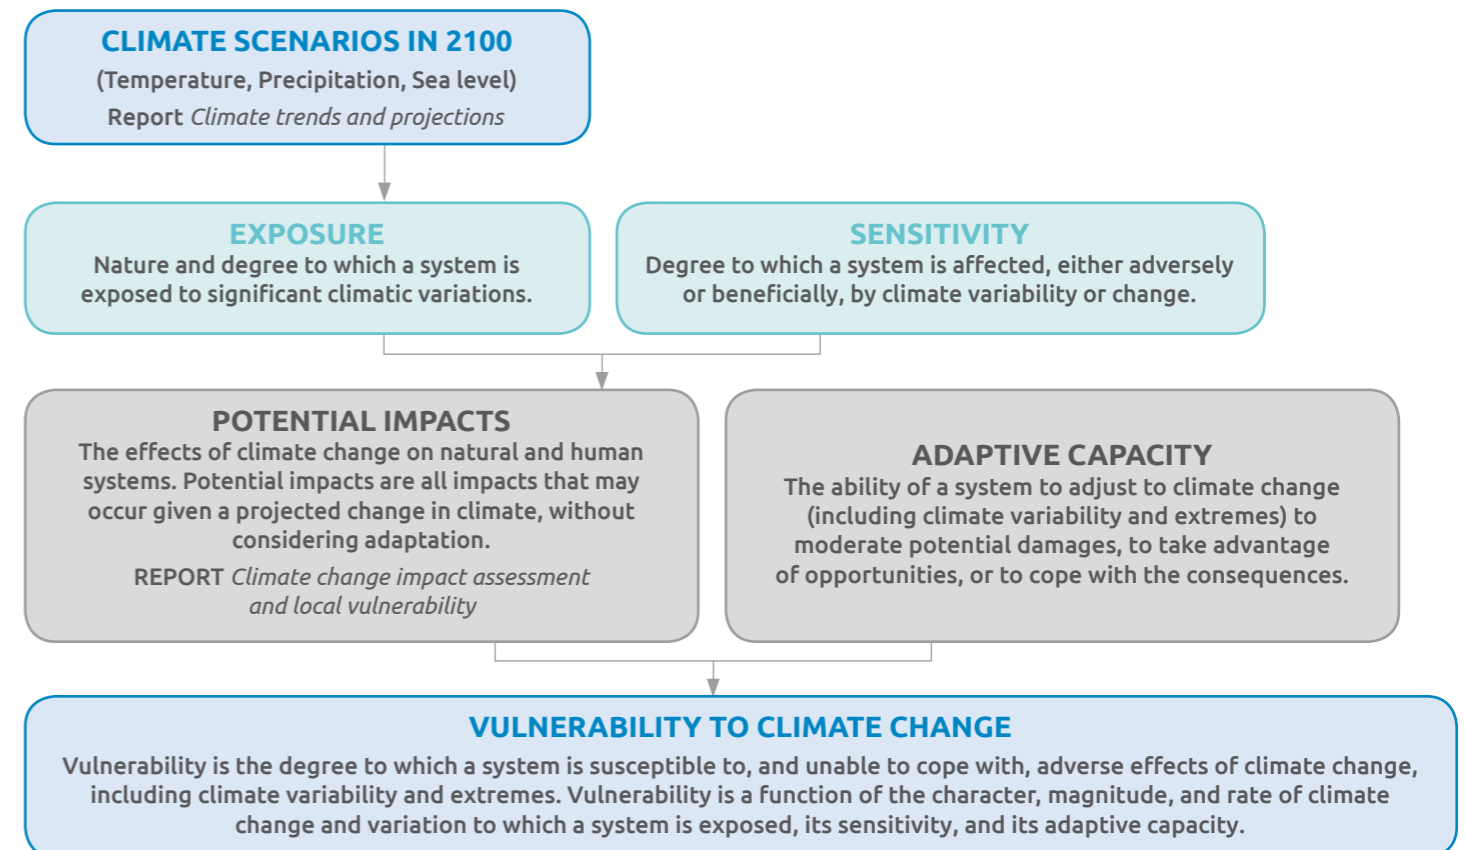 CLIMATE SCENARIOS IN 2100
(Temperature, Precipitation, Sea level)
Report Climate trends and projections
EXPOSURE
Nature and degree to which a system is
exposed to significant climatic variations.
SENSITIVITY
Degree to which a system is affected, either adversely
or beneficially, by climate variability or change.
POTENTIAL IMPACTS
The effects of climate change on natural and human
systems. Potential impacts are all impacts that may
occur given a projected change in climate, without
considering adaptation.
REPORT Climate change impact assessment
and local vulnerability
ADAPTIVE CAPACITY
The ability of a system to adjust to climate change
(including climate variability and extremes) to
moderate potential damages, to take advantage
of opportunities, or to cope with the consequences.
VULNERABILITY TO CLIMATE CHANGE
Vulnerability is the degree to which a system is susceptible to, and unable to cope with, adverse effects of climate change,
including climate variability and extremes. Vulnerability is a function of the character, magnitude, and rate of climate
change and variation to which a system is exposed, its sensitivity, and its adaptive capacity.